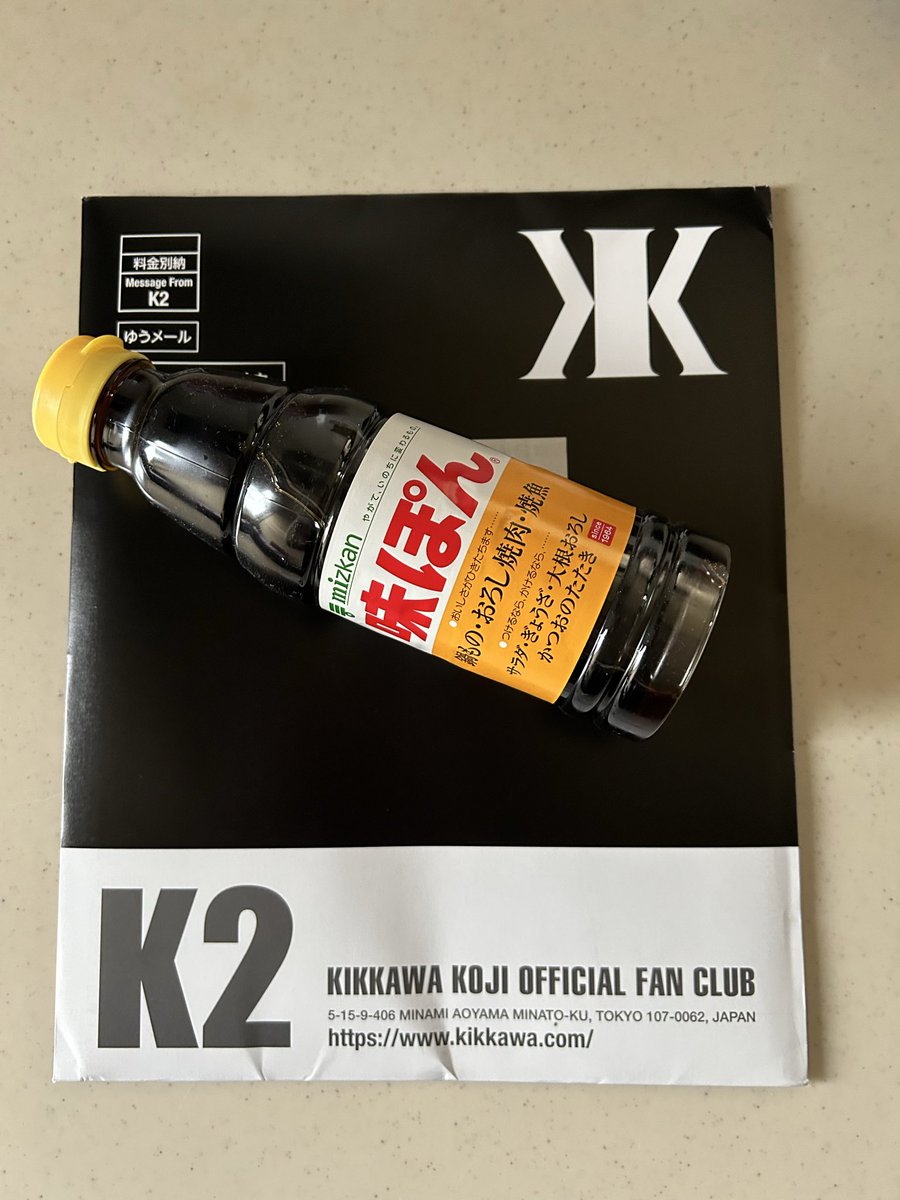 料金別納
Message From
K2
ゆうメール
やがて、いのちに変わるもの。
mizkan
味ぽん®
●おいしさがひきたちます……
鍋もの・おろし焼肉・焼魚
●つけるなら、かけるなら、……
サラダ・ぎょうざ・大根おろし
かつおのたたき
since
1964
K2
KIKKAWA KOJI OFFICIAL FAN CLUB
5-15-9-406 MINAMI AOYAMA MINATO-KU, TOKYO 107-0062, JAPAN
https://www.kikkawa.com/